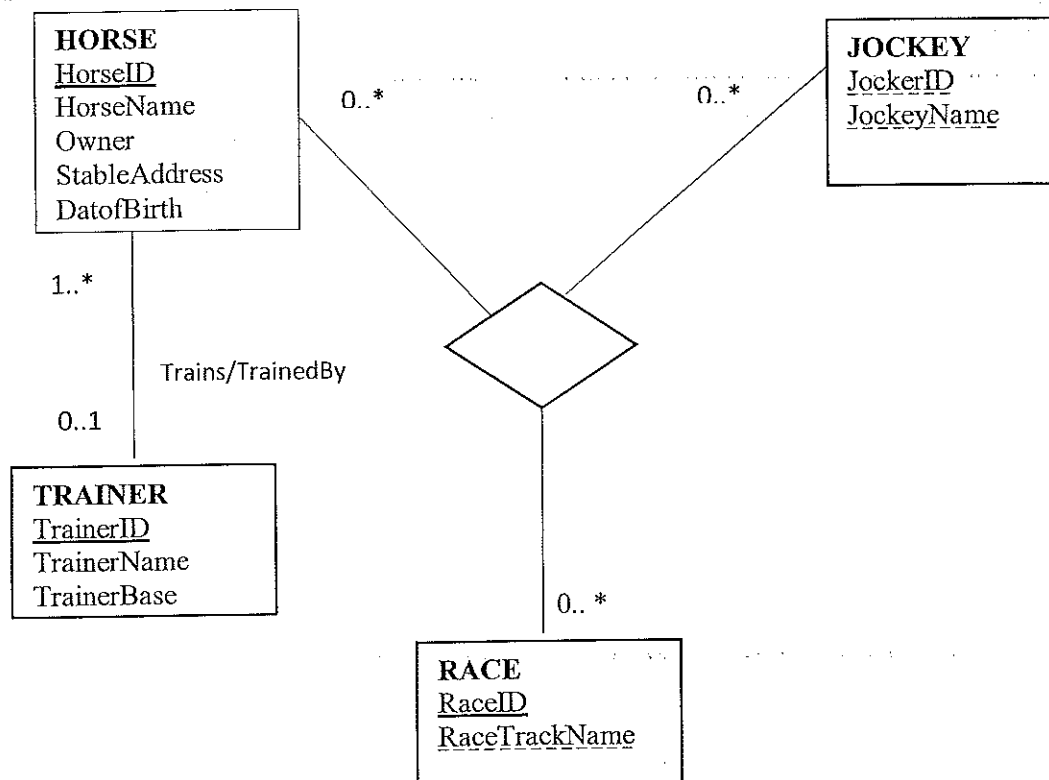 HORSE
HorseID
HorseName
Owner
StableAddress
DatofBirth
0..*
0..*
JOCKEY
JockerID
JockeyName
1..*
Trains/TrainedBy
0..1
TRAINER
TrainerID
TrainerName
TrainerBase
0.. *
RACE
RaceID
RaceTrackName